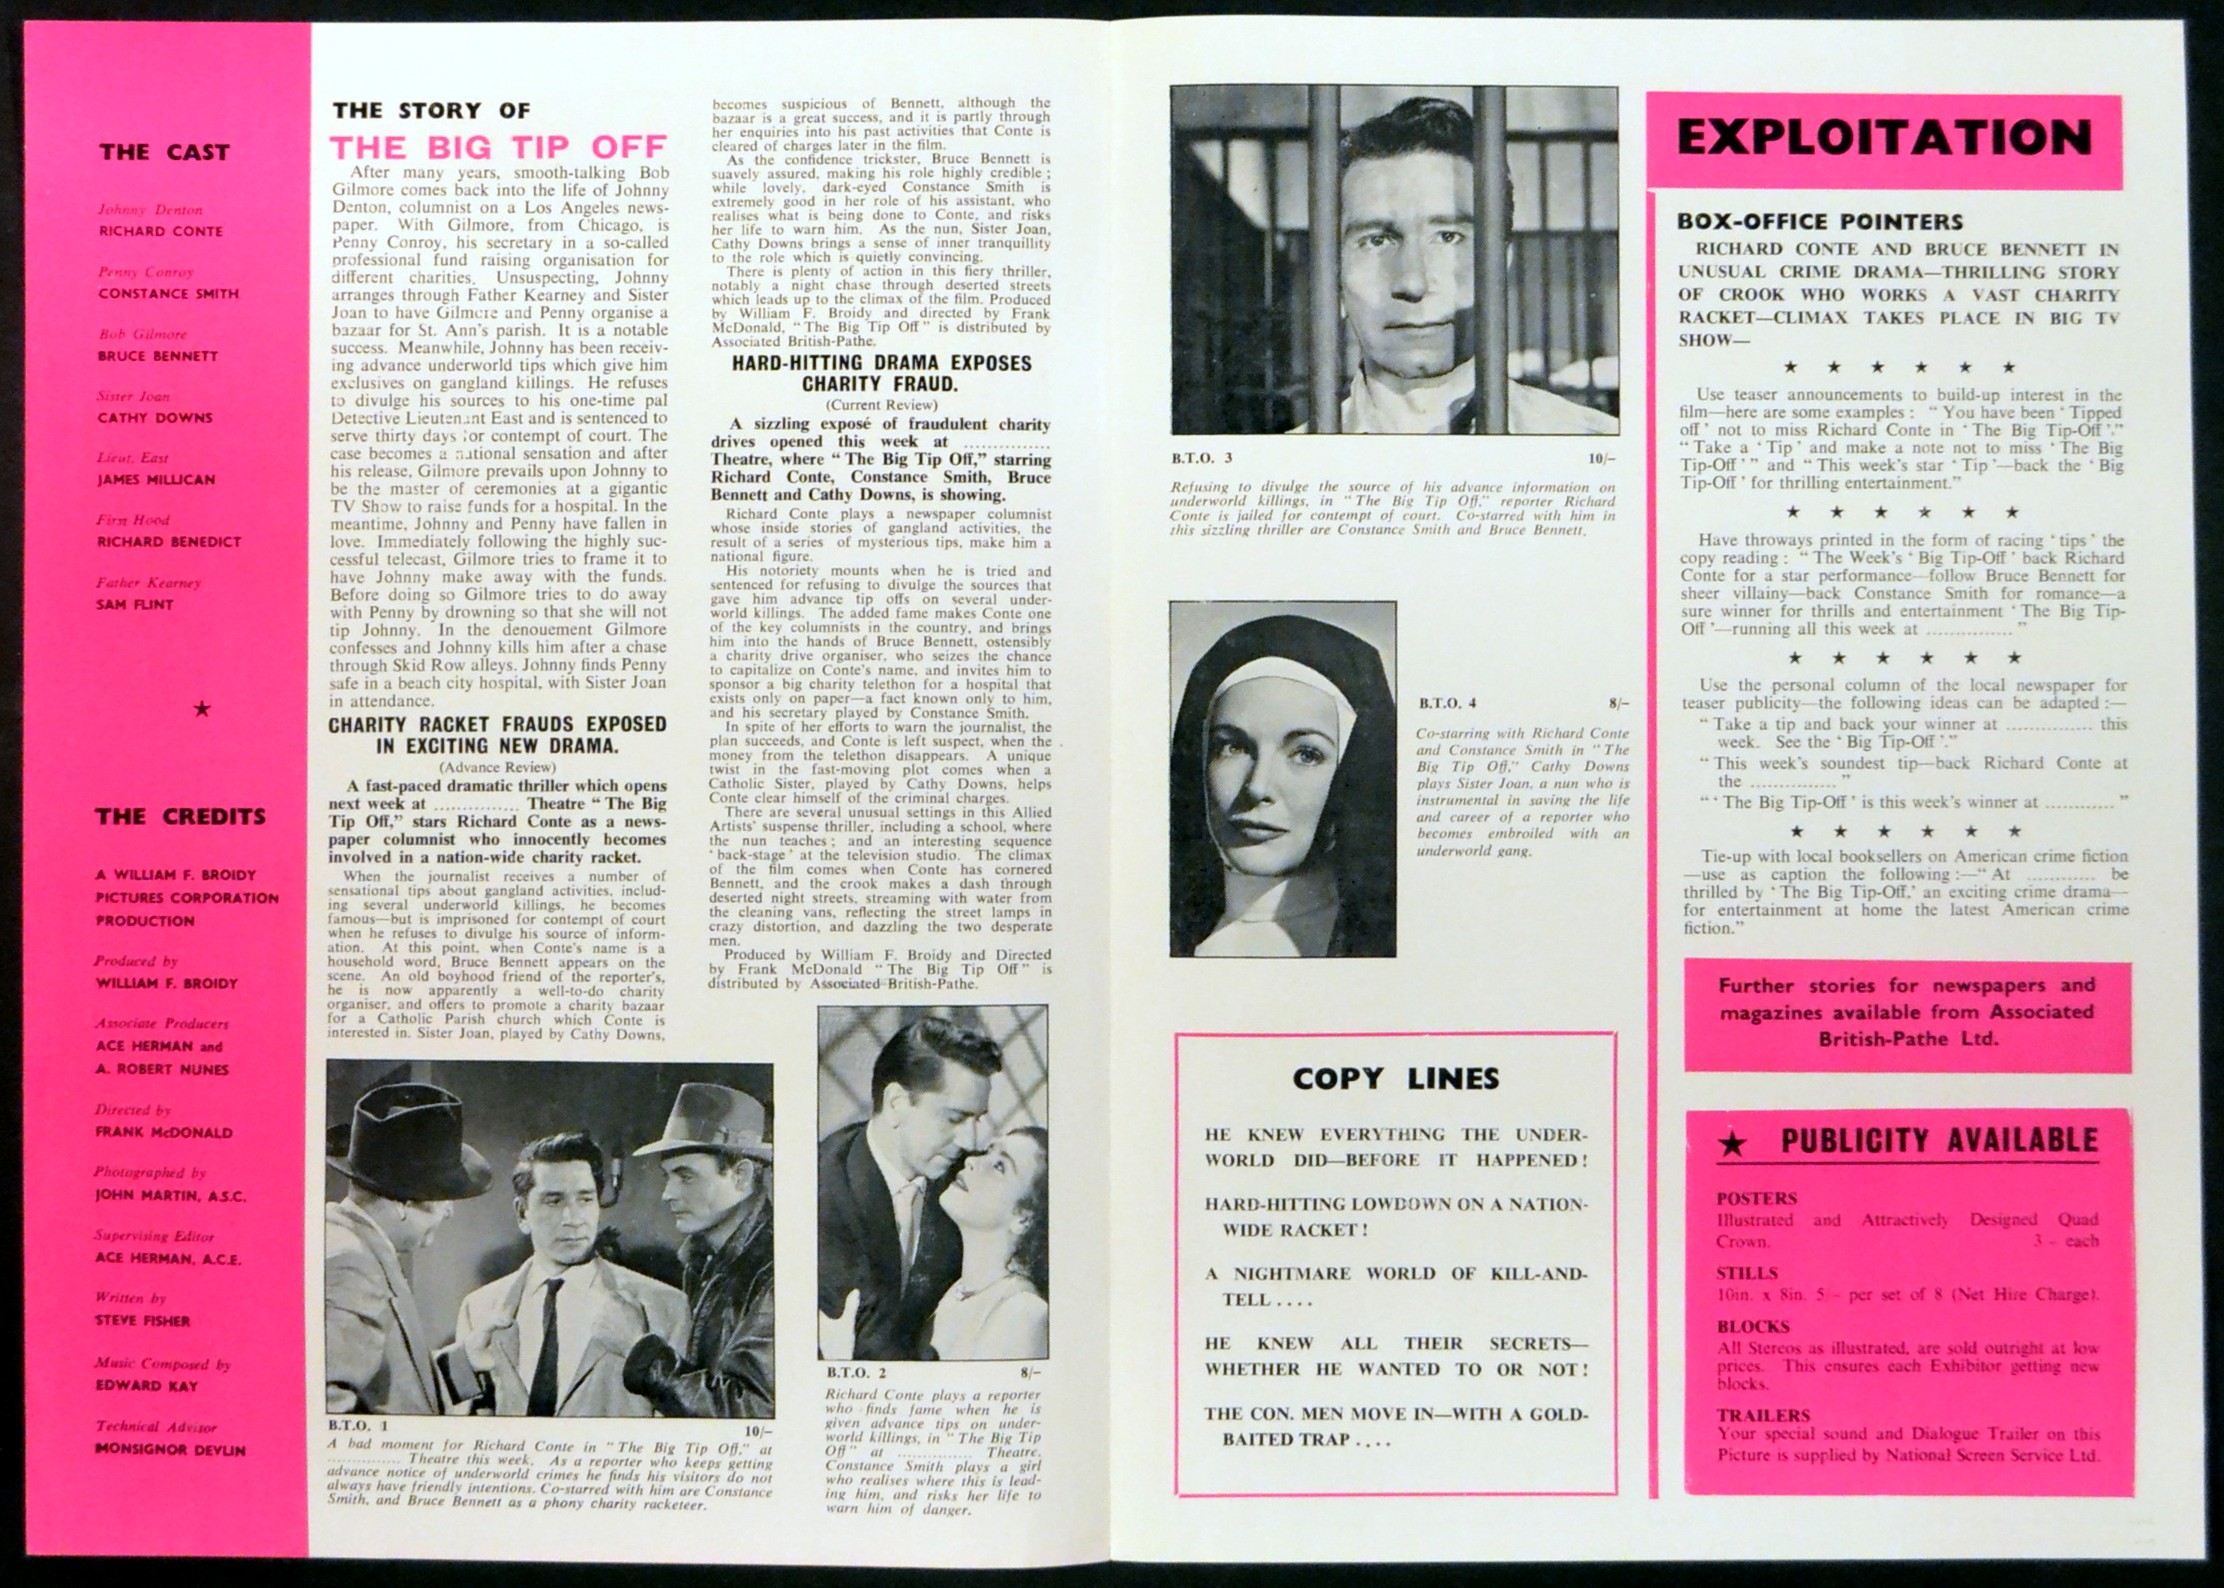 THE CAST
Johnny Denton
RICHARD CONTE
Penny Conroy
CONSTANCE SMITH
Bob Gilmore
BRUCE BENNETT
Sister Joan
CATHY DOWNS
Lieut. East
JAMES MILLICAN
First Hood
RICHARD BENEDICT
Father Kearney
SAM FLINT
★
THE CREDITS
A WILLIAM F. BROIDY
PICTURES CORPORATION
PRODUCTION
Produced by
WILLIAM F. BROIDY
Associate Producers
ACE HERMAN and
A. ROBERT NUNES
Directed by
FRANK McDONALD
Photographed by
JOHN MARTIN, A.S.C.
Supervising Editor
ACE HERMAN, A.C.E.
Written by
STEVE FISHER
Music Composed by
EDWARD KAY
Technical Advisor
MONSIGNOR DEVLIN
THE STORY OF
THE BIG TIP OFF
After many years, smooth-talking Bob
Gilmore comes back into the life of Johnny
Denton, columnist on a Los Angeles news-
paper. With Gilmore, from Chicago, is
Penny Conroy, his secretary in a so-called
professional fund raising organisation for
different charities. Unsuspecting, Johnny
arranges through Father Kearney and Sister
Joan to have Gilmore and Penny organise a
bazaar for St. Ann's parish. It is a notable
success. Meanwhile, Johnny has been receiv-
ing advance underworld tips which give him
exclusives on gangland killings. He refuses
to divulge his sources to his one-time pal
Detective Lieutenant East and is sentenced to
serve thirty days for contempt of court. The
case becomes a national sensation and after
his release, Gilmore prevails upon Johnny to
be the master of ceremonies at a gigantic
TV Show to raise funds for a hospital. In the
meantime, Johnny and Penny have fallen in
love. Immediately following the highly suc-
cessful telecast, Gilmore tries to frame it to
have Johnny make away with the funds.
Before doing so Gilmore tries to do away
with Penny by drowning so that she will not
tip Johnny. In the denouement Gilmore
confesses and Johnny kills him after a chase
through Skid Row alleys. Johnny finds Penny
safe in a beach city hospital, with Sister Joan
in attendance.
CHARITY RACKET FRAUDS EXPOSED
IN EXCITING NEW DRAMA.
(Advance Review)
A fast-paced dramatic thriller which opens
next week at .............. Theatre “ The Big
Tip Off,” stars Richard Conte as a news-
paper columnist who innocently becomes
involved in a nation-wide charity racket.
When the journalist receives a number of
sensational tips about gangland activities, includ-
ing several underworld killings, he becomes
famous—but is imprisoned for contempt of court
when he refuses to divulge his source of inform-
ation. At this point, when Conte's name is a
household word, Bruce Bennett appears on the
scene. An old boyhood friend of the reporter's,
he is now apparently a well-to-do charity
organiser, and offers to promote a charity bazaar
for a Catholic Parish church which Conte is
interested in. Sister Joan, played by Cathy Downs,
B.T.O. 1 10/–
A bad moment for Richard Conte in “The Big Tip Off,” at
.............. Theatre this week. As a reporter who keeps getting
advance notice of underworld crimes he finds his visitors do not
always have friendly intentions. Co-starred with him are Constance
Smith, and Bruce Bennett as a phony charity racketeer.
becomes suspicious of Bennett, although the
bazaar is a great success, and it is partly through
her enquiries into his past activities that Conte is
cleared of charges later in the film.
As the confidence trickster, Bruce Bennett is
suavely assured, making his role highly credible ;
while lovely, dark-eyed Constance Smith is
extremely good in her role of his assistant, who
realises what is being done to Conte, and risks
her life to warn him. As the nun, Sister Joan,
Cathy Downs brings a sense of inner tranquillity
to the role which is quietly convincing.
There is plenty of action in this fiery thriller,
notably a night chase through deserted streets
which leads up to the climax of the film. Produced
by William F. Broidy and directed by Frank
McDonald, “The Big Tip Off” is distributed by
Associated British-Pathe.
HARD-HITTING DRAMA EXPOSES
CHARITY FRAUD.
(Current Review)
A sizzling exposé of fraudulent charity
drives opened this week at ..............
Theatre, where “ The Big Tip Off,” starring
Richard Conte, Constance Smith, Bruce
Bennett and Cathy Downs, is showing.
Richard Conte plays a newspaper columnist
whose inside stories of gangland activities, the
result of a series of mysterious tips, make him a
national figure.
His notoriety mounts when he is tried and
sentenced for refusing to divulge the sources that
gave him advance tip offs on several under-
world killings. The added fame makes Conte one
of the key columnists in the country, and brings
him into the hands of Bruce Bennett, ostensibly
a charity drive organiser, who seizes the chance
to capitalize on Conte's name, and invites him to
sponsor a big charity telethon for a hospital that
exists only on paper—a fact known only to him,
and his secretary played by Constance Smith.
In spite of her efforts to warn the journalist, the
plan succeeds, and Conte is left suspect, when the
money from the telethon disappears. A unique
twist in the fast-moving plot comes when a
Catholic Sister, played by Cathy Downs, helps
Conte clear himself of the criminal charges.
There are several unusual settings in this Allied
Artists' suspense thriller, including a school, where
the nun teaches ; and an interesting sequence
‘ back-stage ’ at the television studio. The climax
of the film comes when Conte has cornered
Bennett, and the crook makes a dash through
deserted night streets, streaming with water from
the cleaning vans, reflecting the street lamps in
crazy distortion, and dazzling the two desperate
men.
Produced by William F. Broidy and Directed
by Frank McDonald “The Big Tip Off” is
distributed by Associated British-Pathe.
B.T.O. 2 8/–
Richard Conte plays a reporter
who finds fame when he is
given advance tips on under-
world killings, in “The Big Tip
Off” at .............. Theatre.
Constance Smith plays a girl
who realises where this is lead-
ing him, and risks her life to
warn him of danger.
B.T.O. 3 10/–
Refusing to divulge the source of his advance information on
underworld killings, in “The Big Tip Off,” reporter Richard
Conte is jailed for contempt of court. Co-starred with him in
this sizzling thriller are Constance Smith and Bruce Bennett.
B.T.O. 4 8/–
Co-starring with Richard Conte
and Constance Smith in “The
Big Tip Off,” Cathy Downs
plays Sister Joan, a nun who is
instrumental in saving the life
and career of a reporter who
becomes embroiled with an
underworld gang.
COPY LINES
HE KNEW EVERYTHING THE UNDER-
WORLD DID—BEFORE IT HAPPENED!
HARD-HITTING LOWDOWN ON A NATION-
WIDE RACKET!
A NIGHTMARE WORLD OF KILL-AND-
TELL . . . .
HE KNEW ALL THEIR SECRETS—
WHETHER HE WANTED TO OR NOT!
THE CON. MEN MOVE IN—WITH A GOLD-
BAITED TRAP . . . .
EXPLOITATION
BOX-OFFICE POINTERS
RICHARD CONTE AND BRUCE BENNETT IN
UNUSUAL CRIME DRAMA—THRILLING STORY
OF CROOK WHO WORKS A VAST CHARITY
RACKET—CLIMAX TAKES PLACE IN BIG TV
SHOW—
★ ★ ★ ★ ★ ★
Use teaser announcements to build-up interest in the
film—here are some examples : “ You have been ‘ Tipped
off ’ not to miss Richard Conte in ‘ The Big Tip-Off ’.”
“ Take a ‘ Tip ’ and make a note not to miss ‘ The Big
Tip-Off ’ ” and “ This week's star ‘ Tip ’—back the ‘ Big
Tip-Off ’ for thrilling entertainment.”
★ ★ ★ ★ ★ ★
Have throways printed in the form of racing ‘ tips ’ the
copy reading : “ The Week's ‘ Big Tip-Off ’ back Richard
Conte for a star performance—follow Bruce Bennett for
sheer villainy—back Constance Smith for romance—a
sure winner for thrills and entertainment ‘ The Big Tip-
Off ’—running all this week at .............. ”
★ ★ ★ ★ ★ ★
Use the personal column of the local newspaper for
teaser publicity—the following ideas can be adapted :—
“ Take a tip and back your winner at .............. this
week. See the ‘ Big Tip-Off ’.”
“ This week's soundest tip—back Richard Conte at
the .............. ”
“ ‘ The Big Tip-Off ’ is this week's winner at ............ ”
★ ★ ★ ★ ★ ★
Tie-up with local booksellers on American crime fiction
—use as caption the following :—“ At ............ be
thrilled by ‘ The Big Tip-Off,’ an exciting crime drama—
for entertainment at home the latest American crime
fiction.”
Further stories for newspapers and
magazines available from Associated
British-Pathe Ltd.
★ PUBLICITY AVAILABLE
POSTERS
Illustrated and Attractively Designed Quad
Crown. 3 - each
STILLS
10in. x 8in. 5 - per set of 8 (Net Hire Charge).
BLOCKS
All Stereos as illustrated, are sold outright at low
prices. This ensures each Exhibitor getting new
blocks.
TRAILERS
Your special sound and Dialogue Trailer on this
Picture is supplied by National Screen Service Ltd.